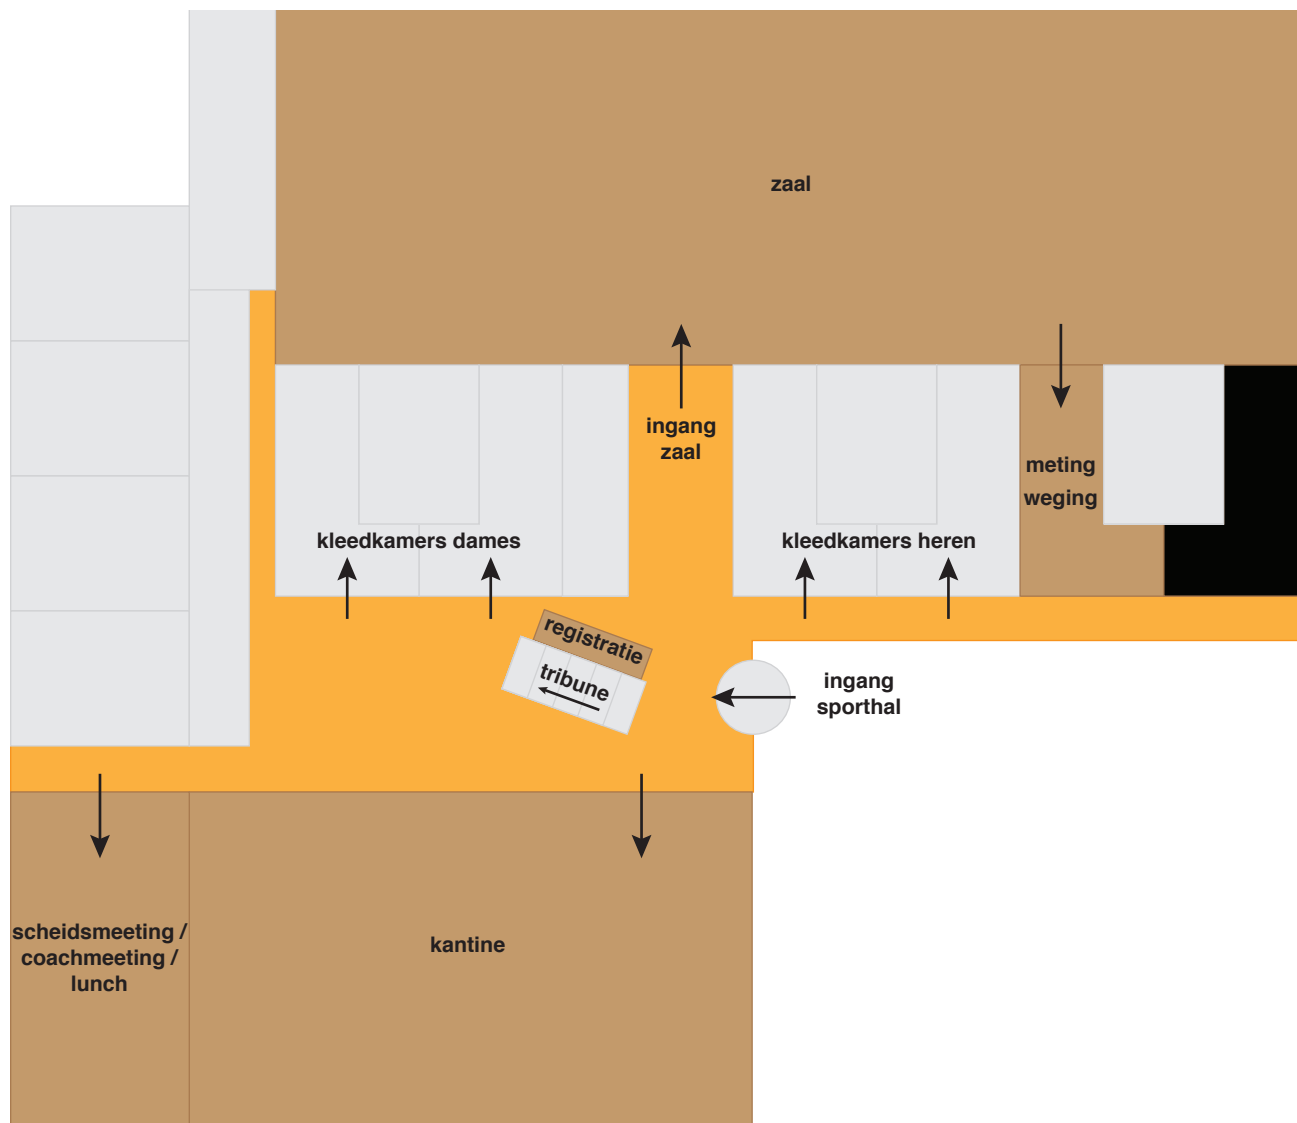 zaal
ingang
zaal
meting
weging
kleedkamers dames
kleedkamers heren
registratie
tribune
ingang
sporthal
scheidsmeeting /
coachmeeting /
lunch
kantine